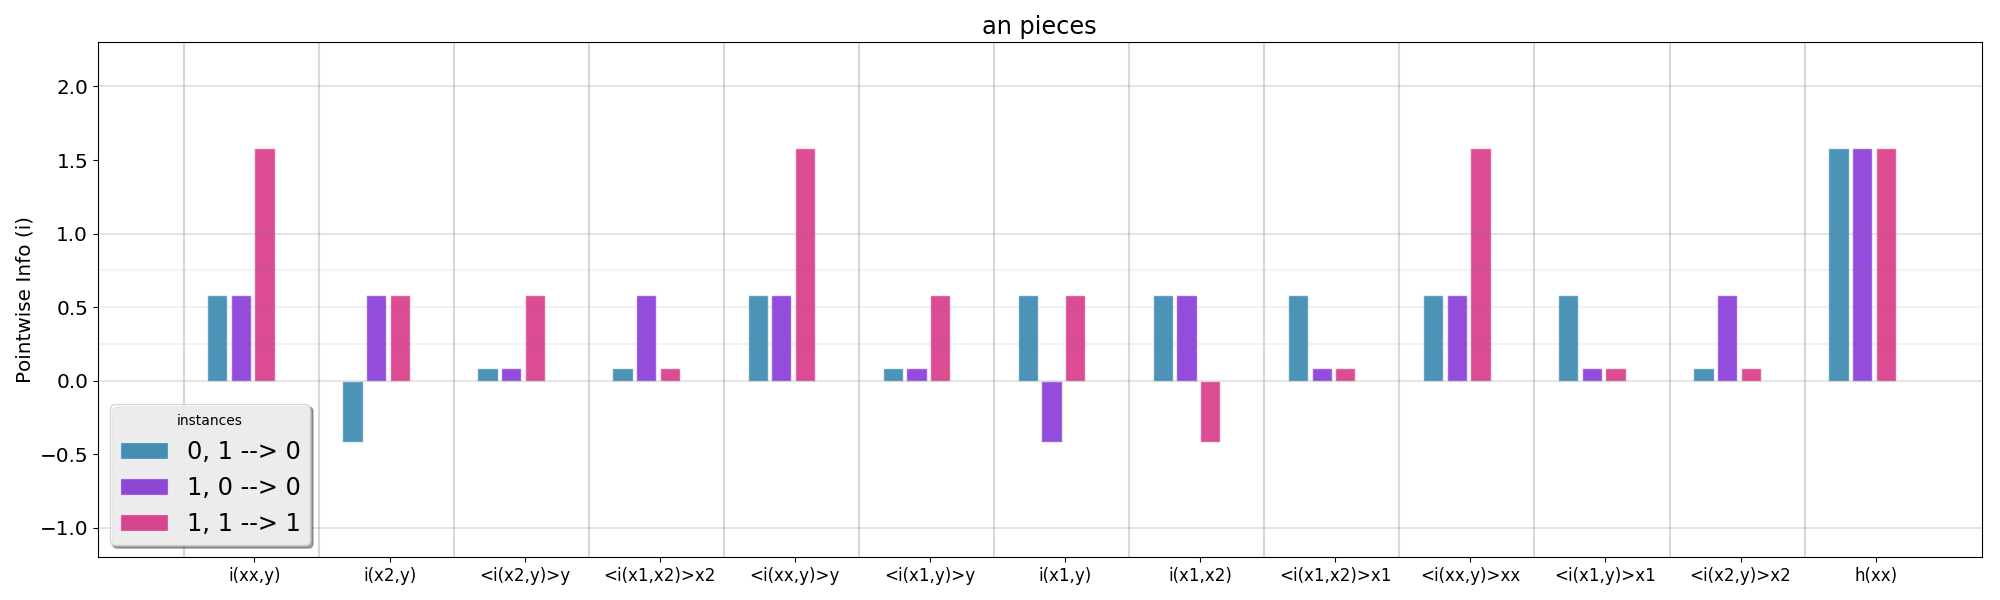 an pieces
Pointwise Info (i)
2.0
1.5
1.0
0.5
0.0
−0.5
−1.0
instances
0, 1 --> 0
1, 0 --> 0
1, 1 --> 1
i(xx,y)
i(x2,y)
<i(x2,y)>y
<i(x1,x2)>x2
<i(xx,y)>y
<i(x1,y)>y
i(x1,y)
i(x1,x2)
<i(x1,x2)>x1
<i(xx,y)>xx
<i(x1,y)>x1
<i(x2,y)>x2
h(xx)